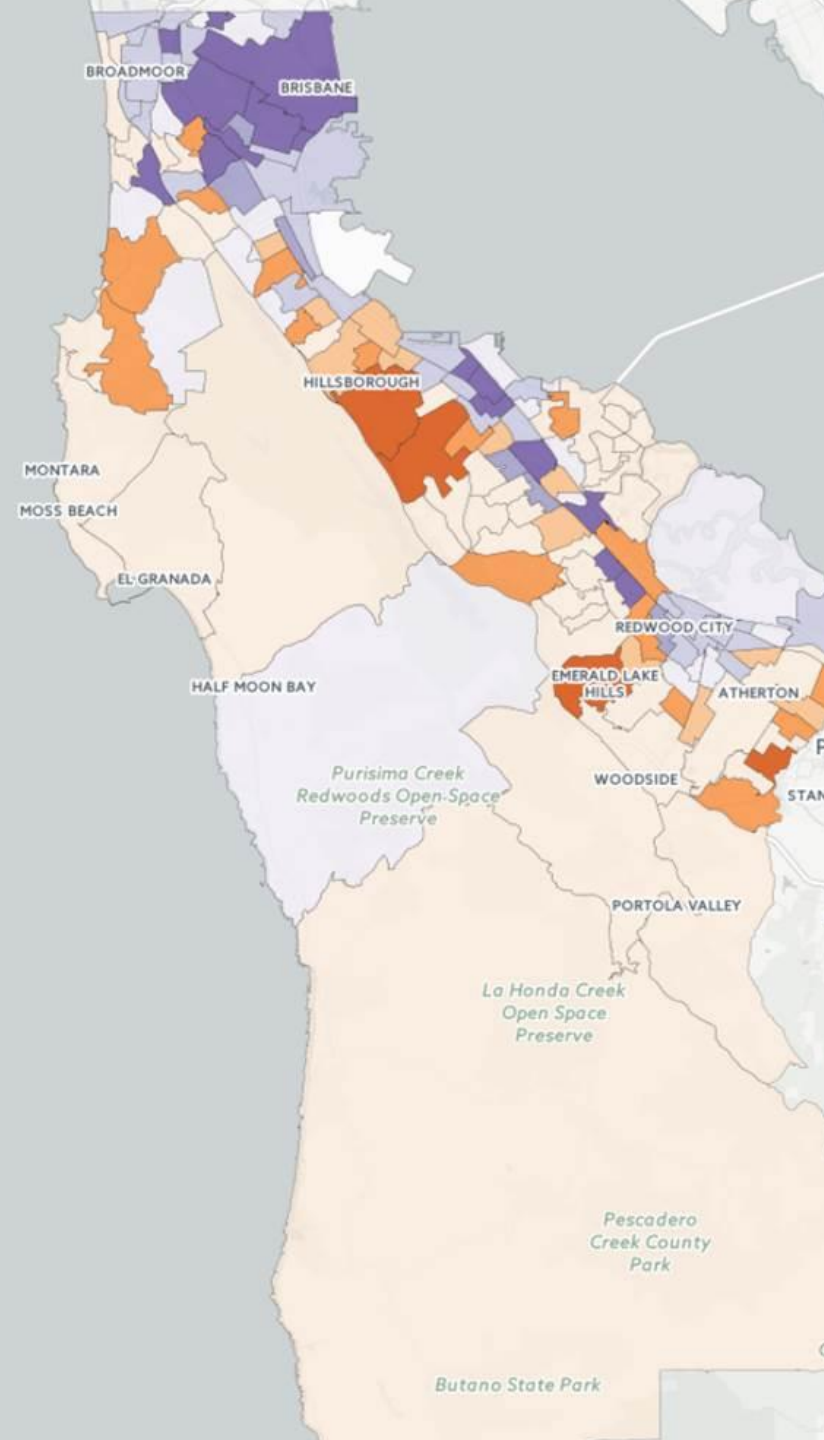 BROADMOOR
BRISBANE
HILLSBOROUGH
MONTARA
MOSS BEACH
EL GRANADA
REDWOOD CITY
EMERALD LAKE
HILLS
HALF MOON BAY
ATHERTON
Purisima Creek
Redwoods Open Space
Preserve
WOODSIDE
STAN
PORTOLA VALLEY
La Honda Creek
Open Space
Preserve
Pescadero
Creek County
Park
Butano State Park